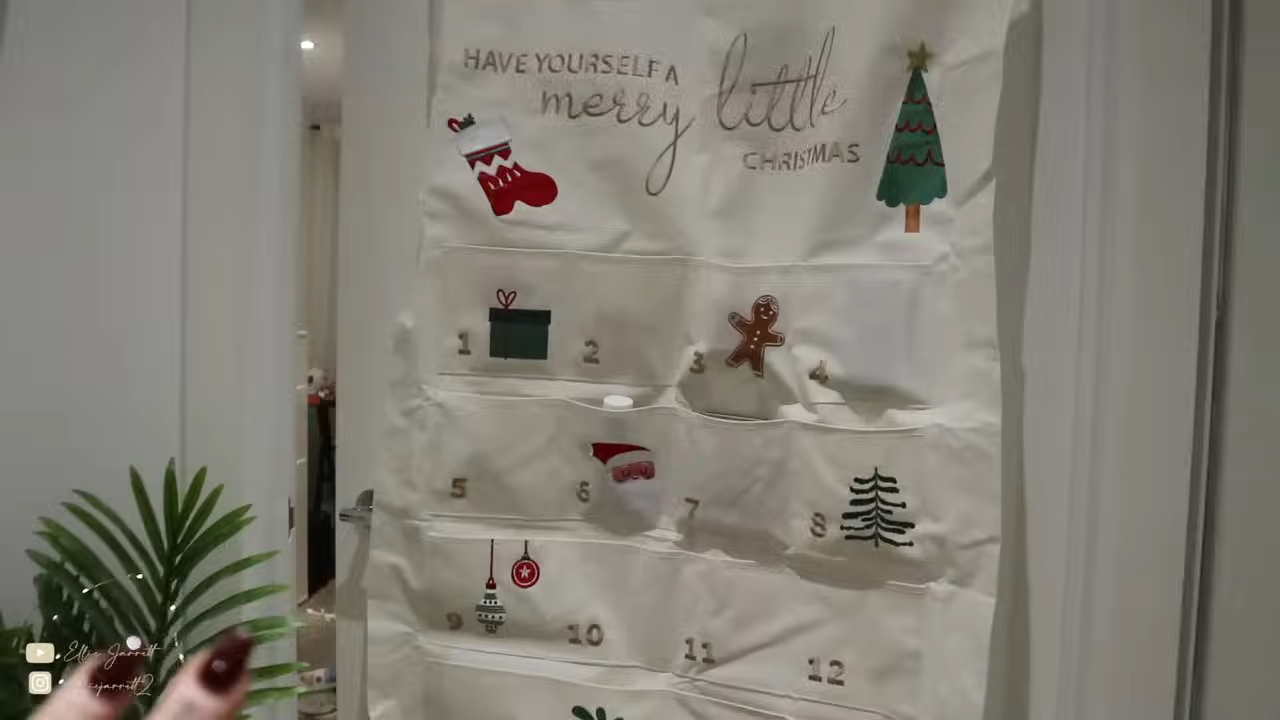 HAVE YOURSELF A
merry little
CHRISTMAS
1 2 3 4
5 6 7 8
9 10 11 12
Ellie Jarrett